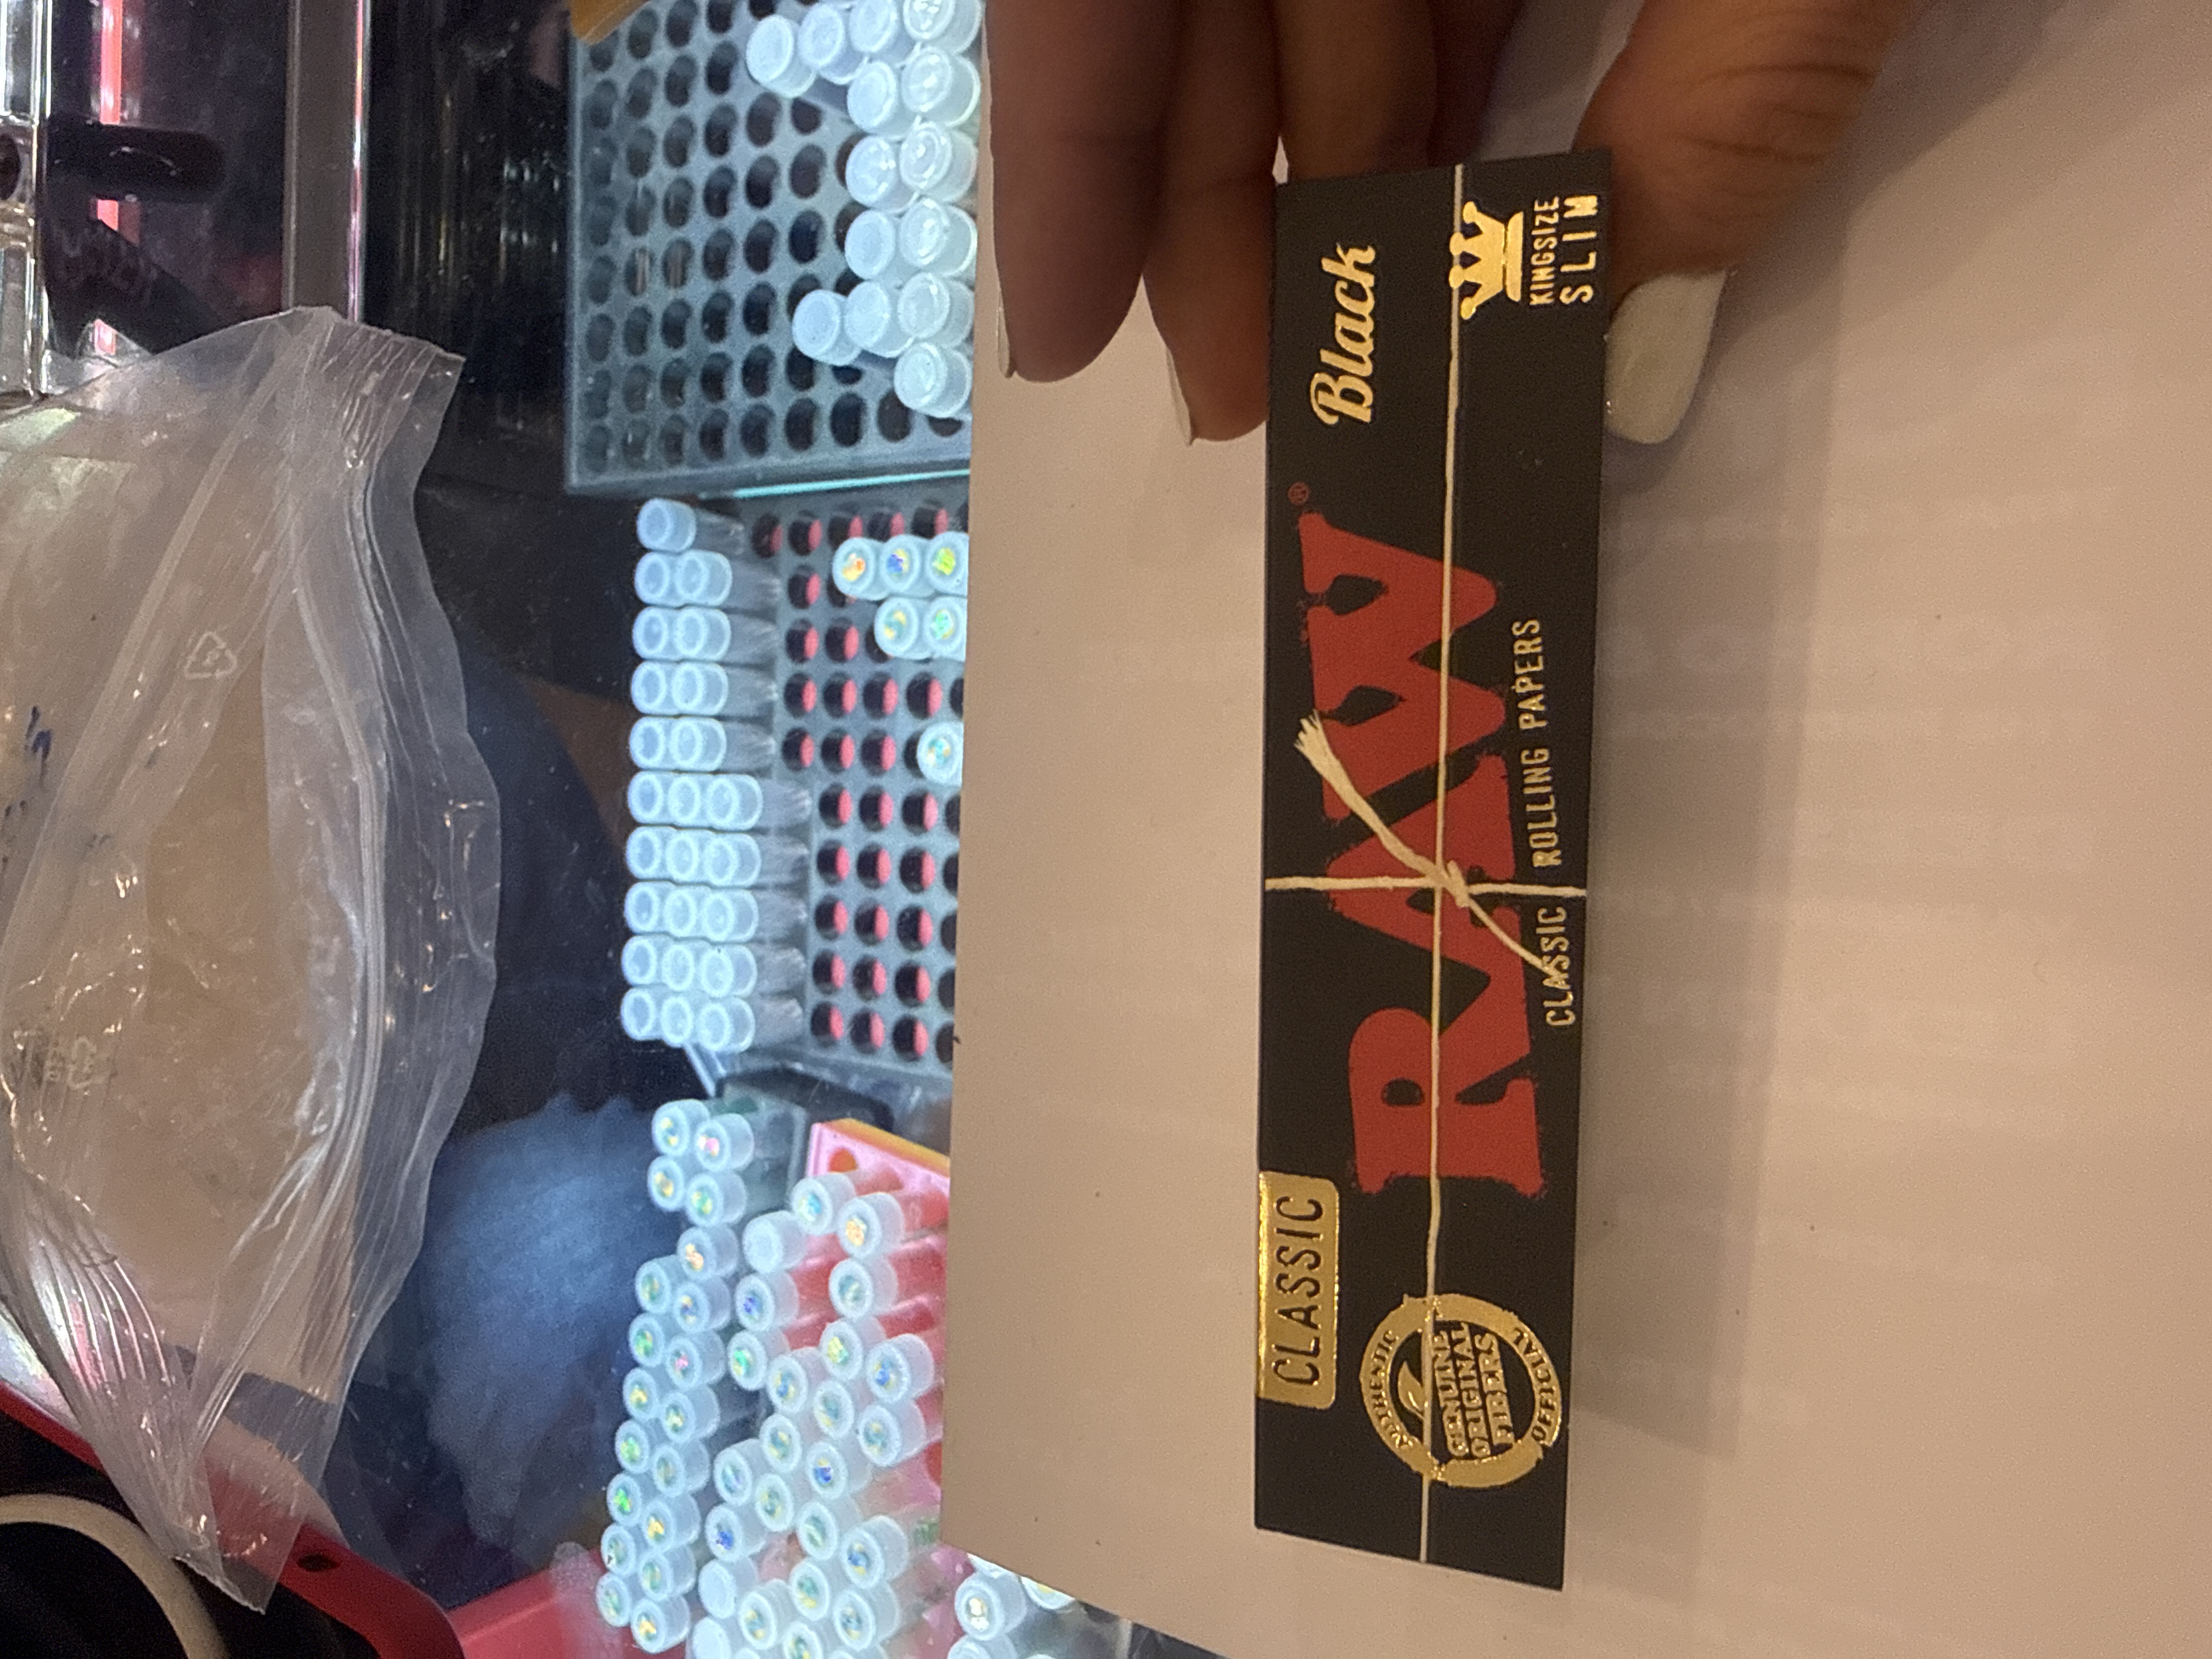 CLASSIC
RAW®
Black
AUTHENTIC
GENUINE
ORIGINAL
FIBERS
OFFICIAL
CLASSIC ROLLING PAPERS
KINGSIZE
SLIM